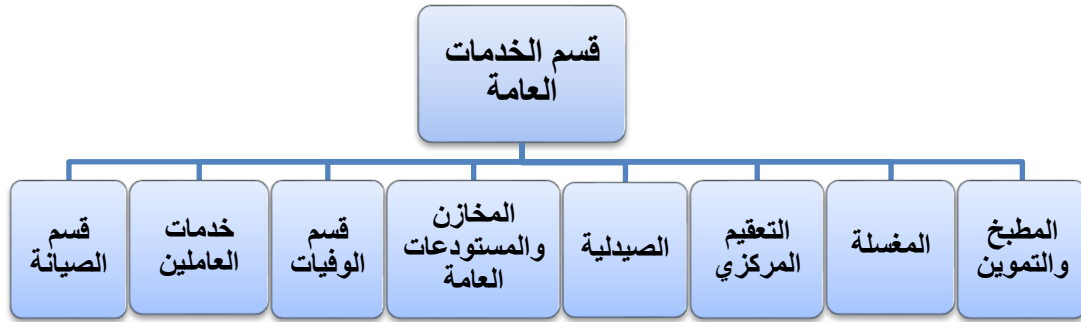 قسم الخدمات
العامة
المطبخ
والتموين
المغسلة
التعقيم
المركزي
الصيدلية
المخازن
والمستودعات
العامة
قسم
الوفيات
خدمات
العاملين
قسم
الصيانة